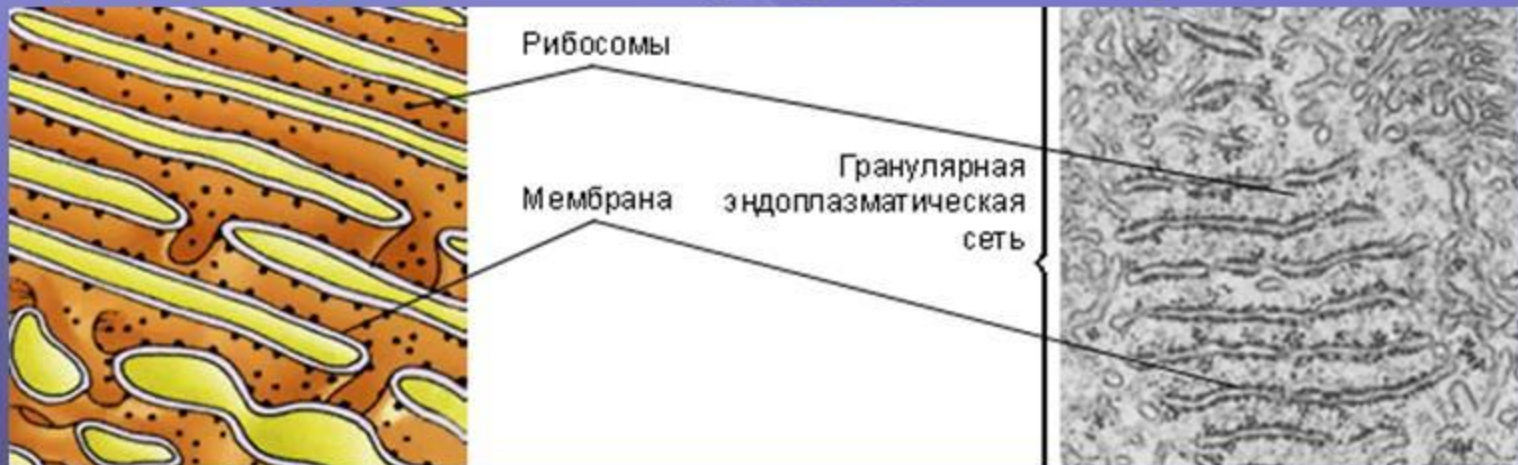 Рибосомы
Гранулярная
эндоплазматическая
сеть
Мембрана